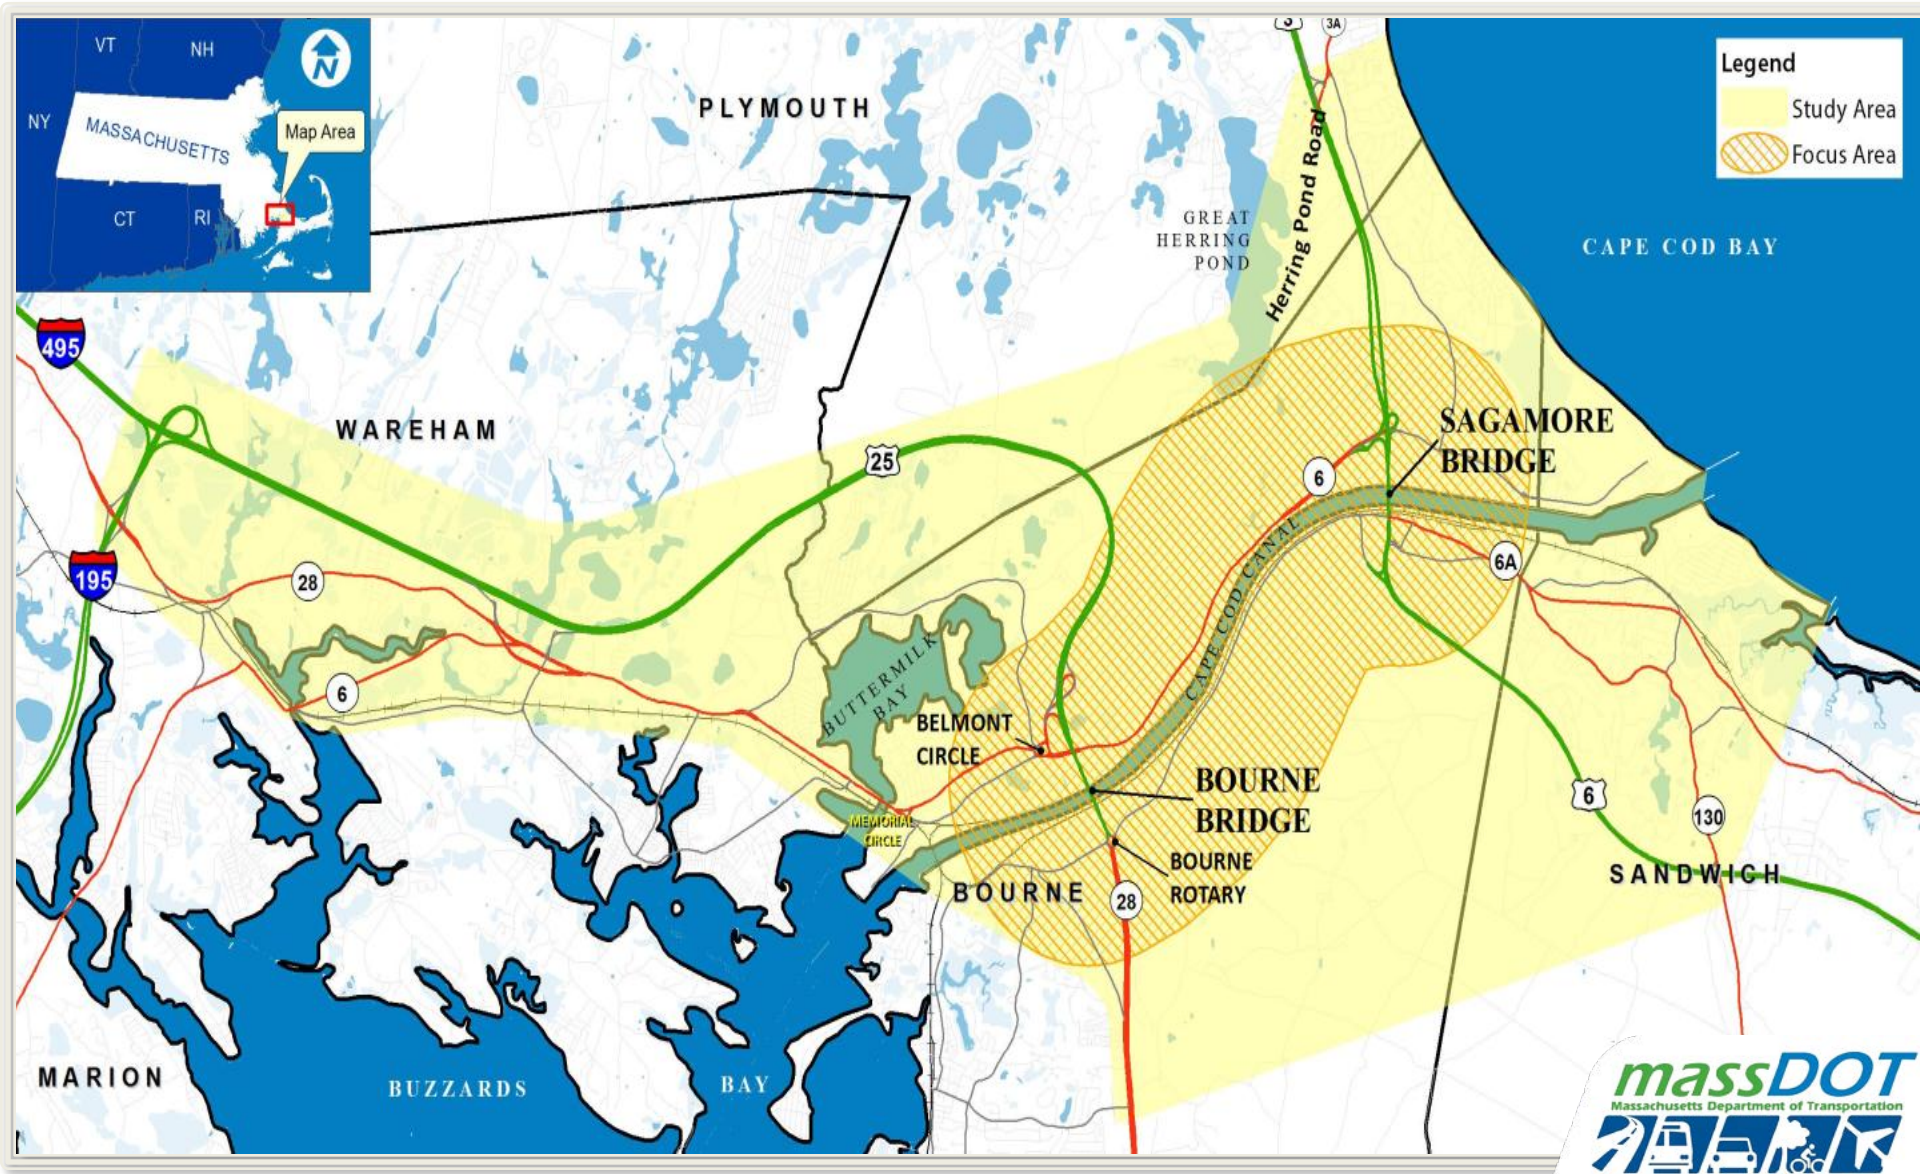 VT
NH
NY
MASSACHUSETTS
Map Area
CT
RI
N
3
3A
PLYMOUTH
Legend
Study Area
Focus Area
Herring Pond Road
GREAT
HERRING
POND
CAPE COD BAY
495
WAREHAM
25
SAGAMORE
BRIDGE
6
CAPE COD CANAL
6A
195
28
6
BUTTERMILK
BAY
BELMONT
CIRCLE
BOURNE
BRIDGE
MEMORIAL
CIRCLE
BOURNE
ROTARY
BOURNE
28
6
130
SANDWICH
MARION
BUZZARDS
BAY
massDOT
Massachusetts Department of Transportation